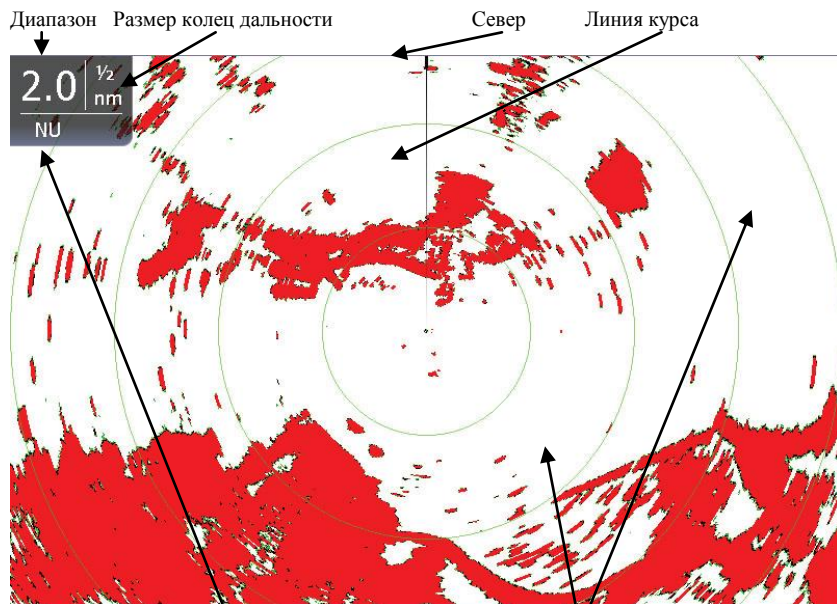 Диапазон Размер колец дальности Север Линия курса
2.0 ½ nm
NU